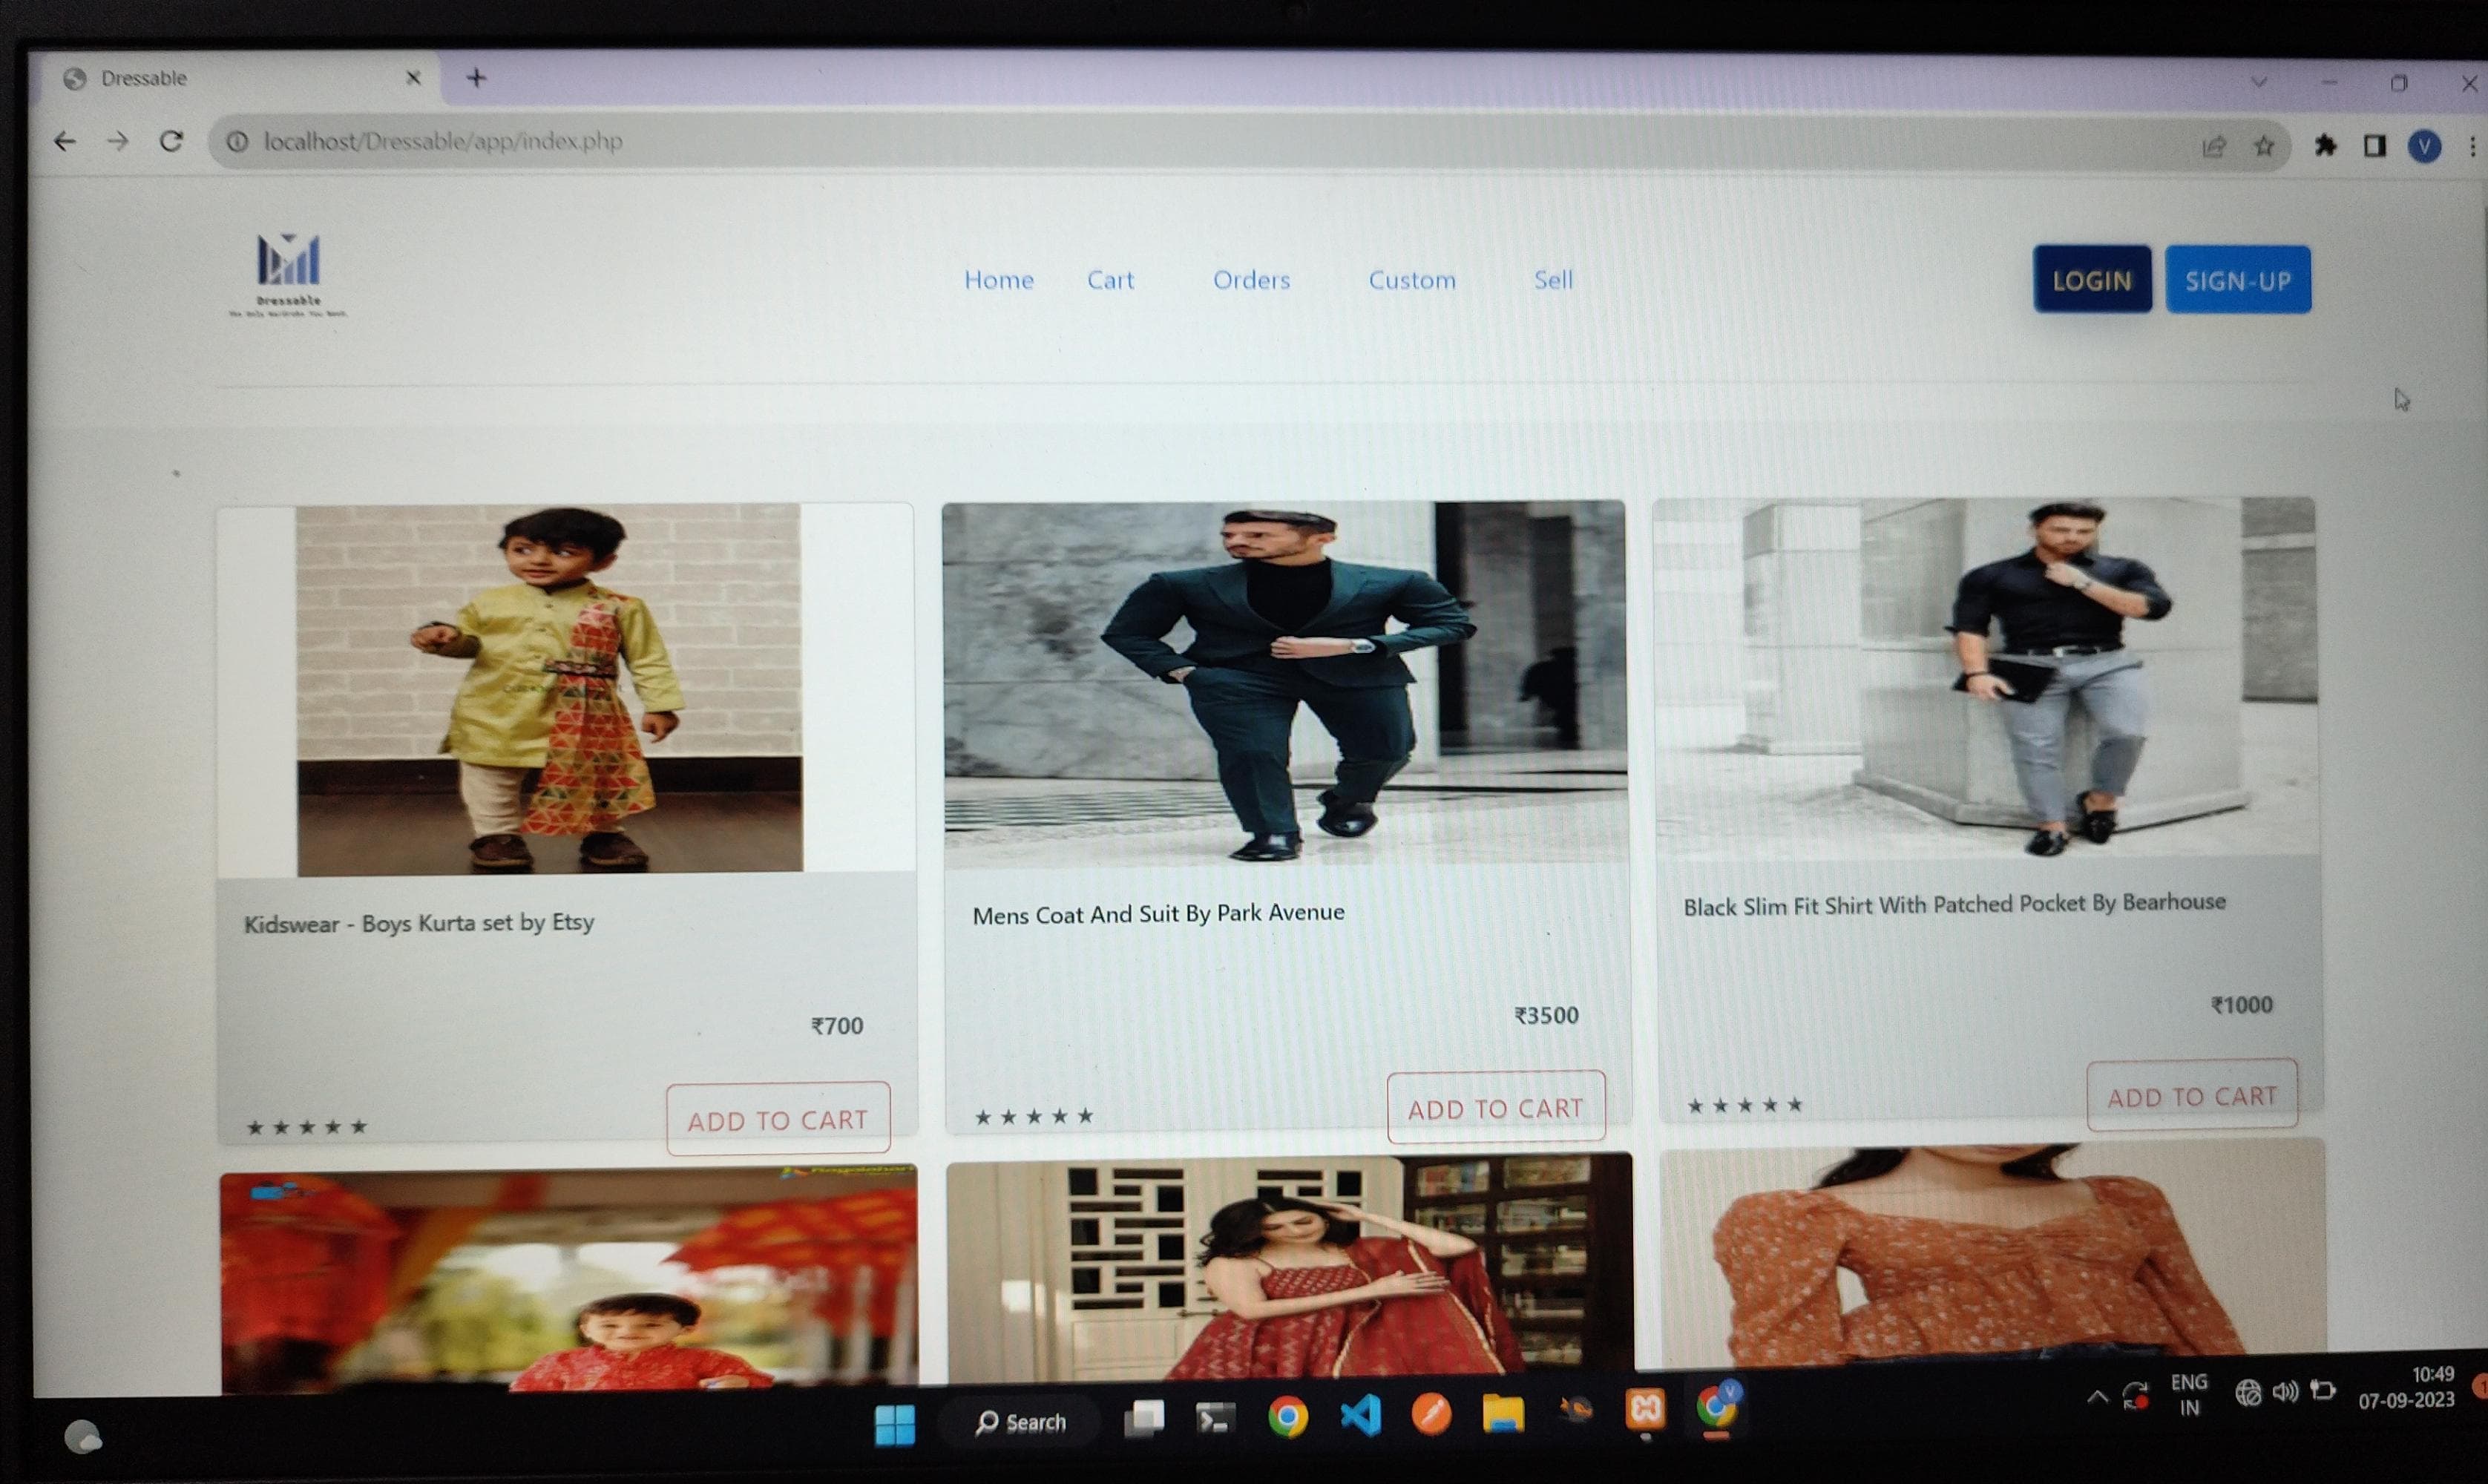 Dressable
localhost/Dressable/app/index.php
V
Dressable
Home Cart Orders Custom Sell
LOGIN SIGN-UP
Kidswear - Boys Kurta set by Etsy
₹700
ADD TO CART
Mens Coat And Suit By Park Avenue
₹3500
ADD TO CART
Black Slim Fit Shirt With Patched Pocket By Bearhouse
₹1000
ADD TO CART
Search
V
ENG
IN
10:49
07-09-2023